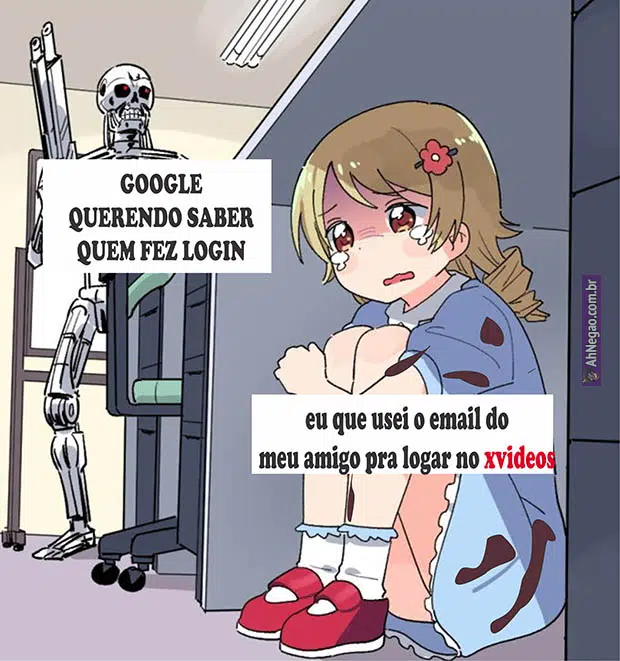 GOOGLE
QUERENDO SABER
QUEM FEZ LOGIN
eu que usei o email do
meu amigo pra logar no xvideos
AhNegao.com.br